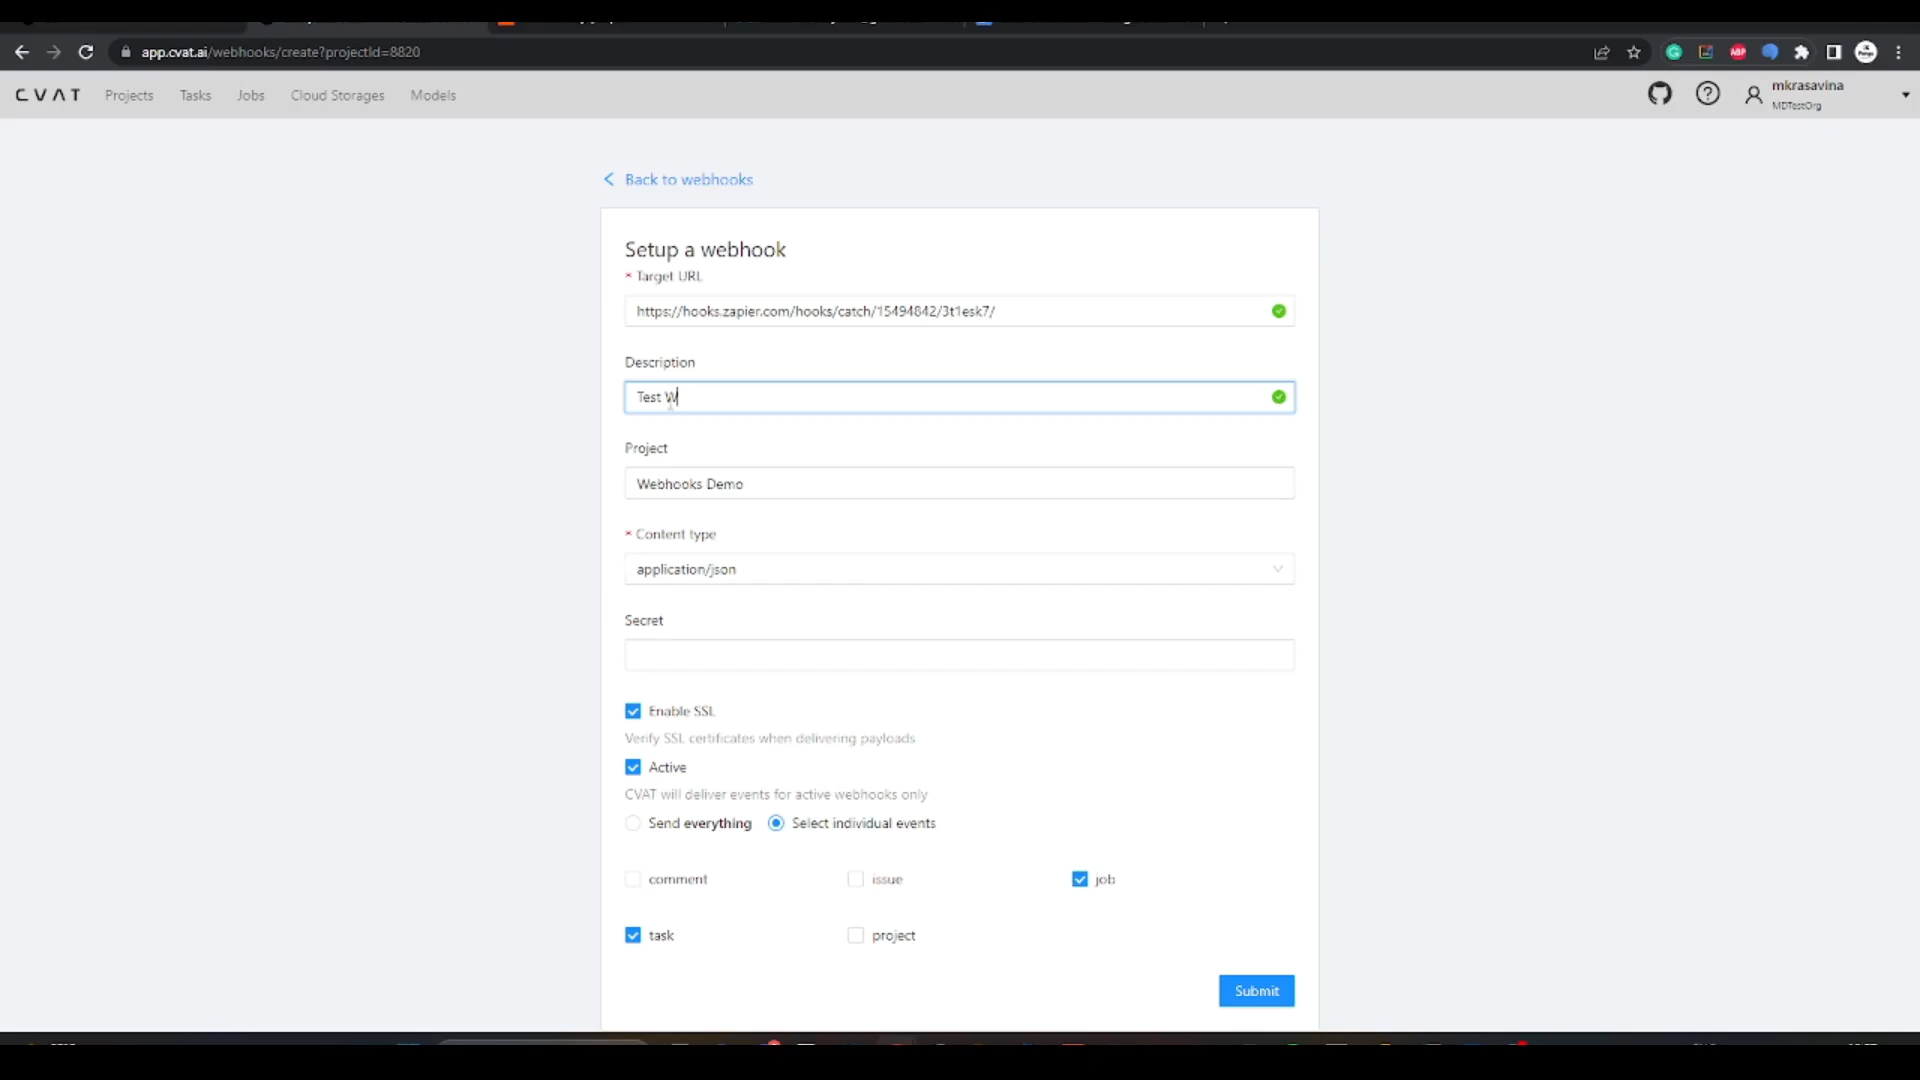 app.cvat.ai/webhooks/create?projectId=8820
ABP
CVAT Projects Tasks Jobs Cloud Storages Models
mkrasavina
MDTestOrg
Back to webhooks
Setup a webhook
* Target URL
https://hooks.zapier.com/hooks/catch/15494842/3t1esk7/
Description
Test W
Project
Webhooks Demo
* Content type
application/json
Secret
Enable SSL
Verify SSL certificates when delivering payloads
Active
CVAT will deliver events for active webhooks only
Send everything Select individual events
comment issue job
task project
Submit